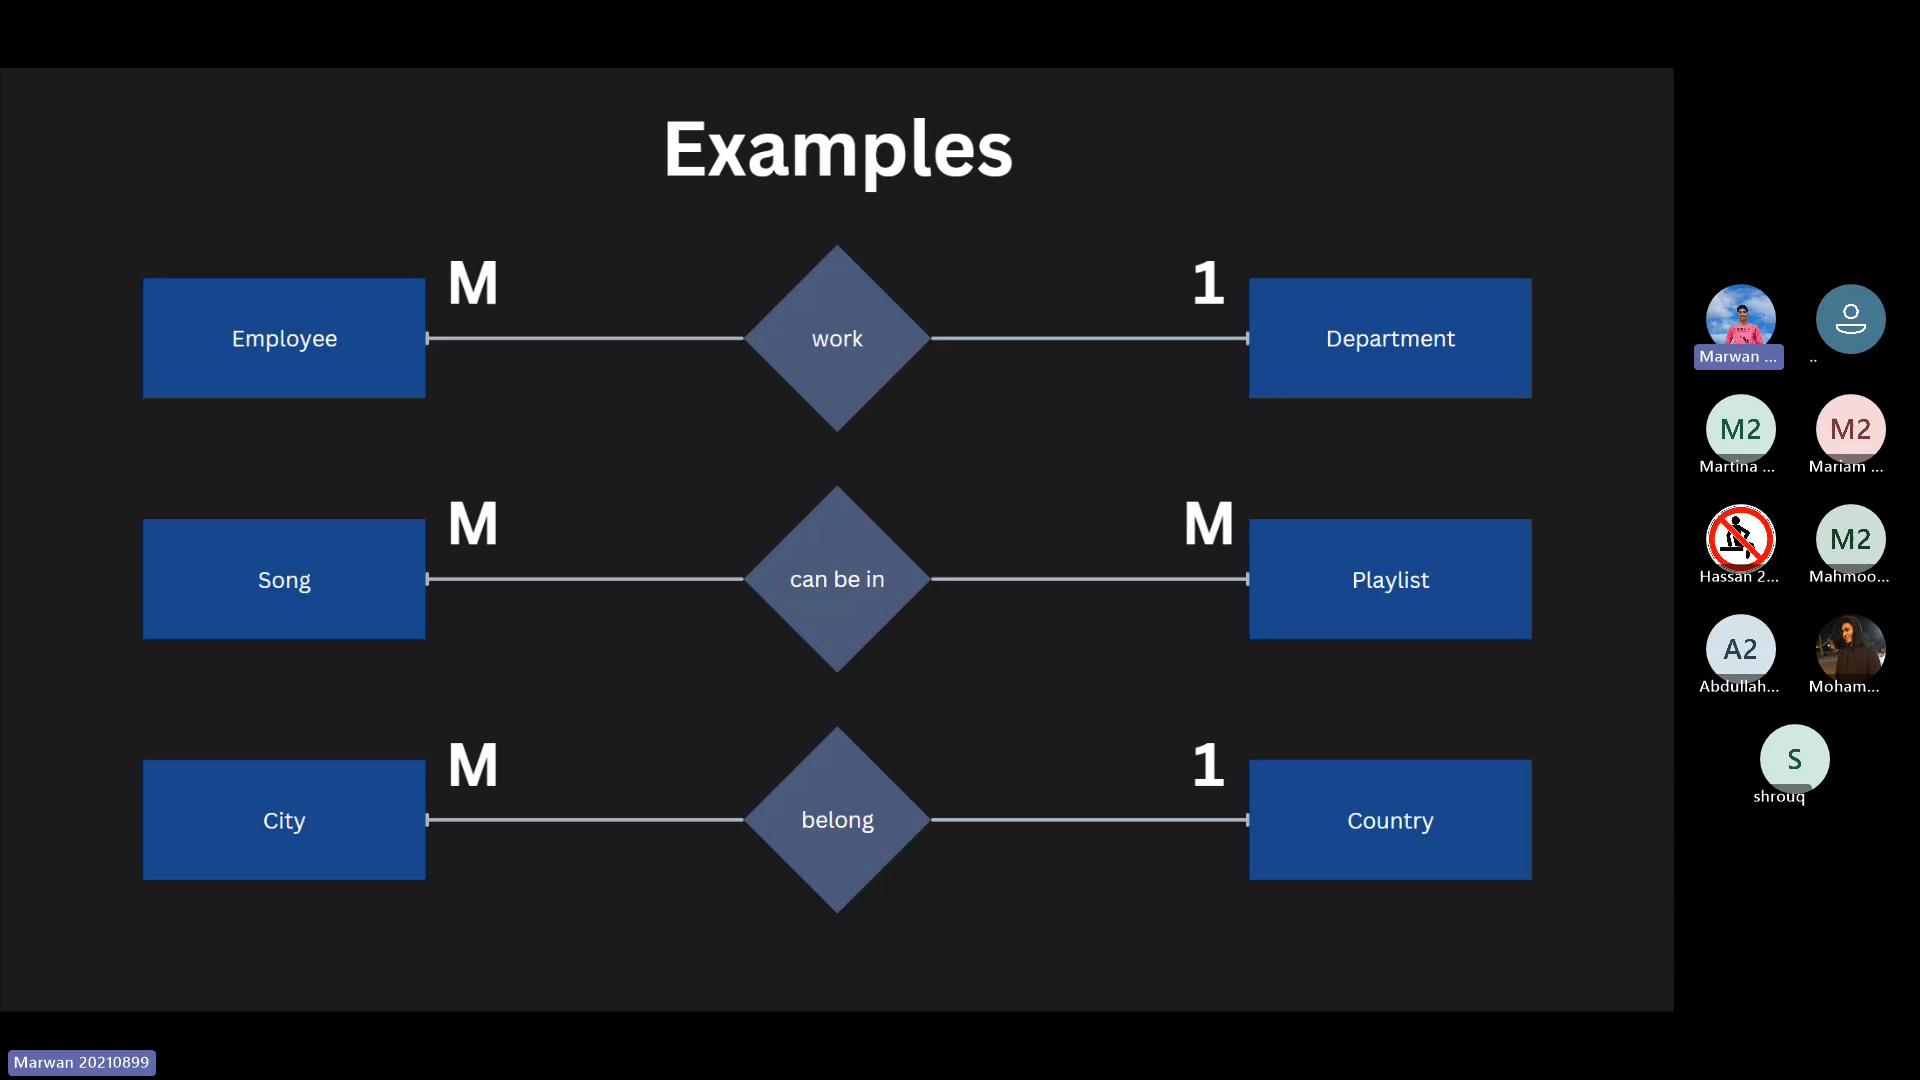 Examples
M
1
Employee
work
Department
M
M
Song
can be in
Playlist
M
1
City
belong
Country
Marwan ...
..
M2
M2
Martina ...
Mariam ...
M2
Hassan 2...
Mahmoo...
A2
Abdullah...
Moham...
S
shrouq
Marwan 20210899